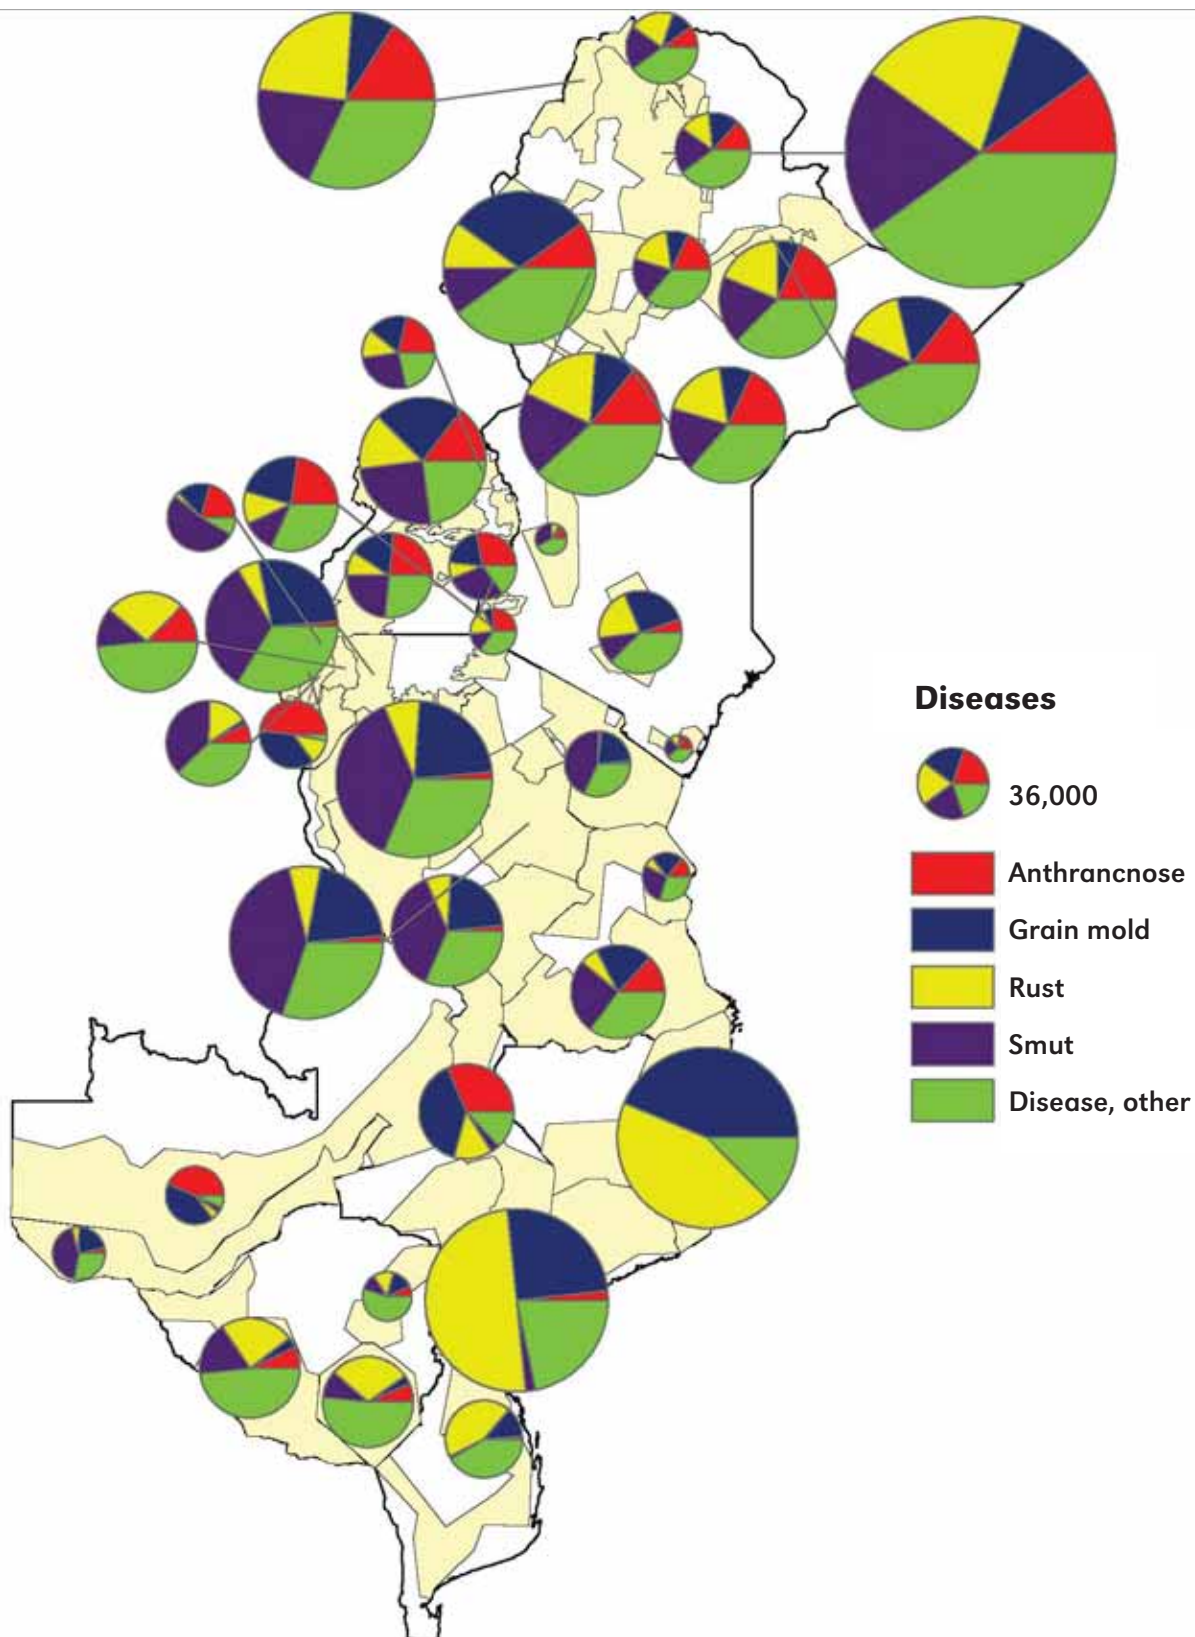 Diseases
36,000
Anthrancnose
Grain mold
Rust
Smut
Disease, other